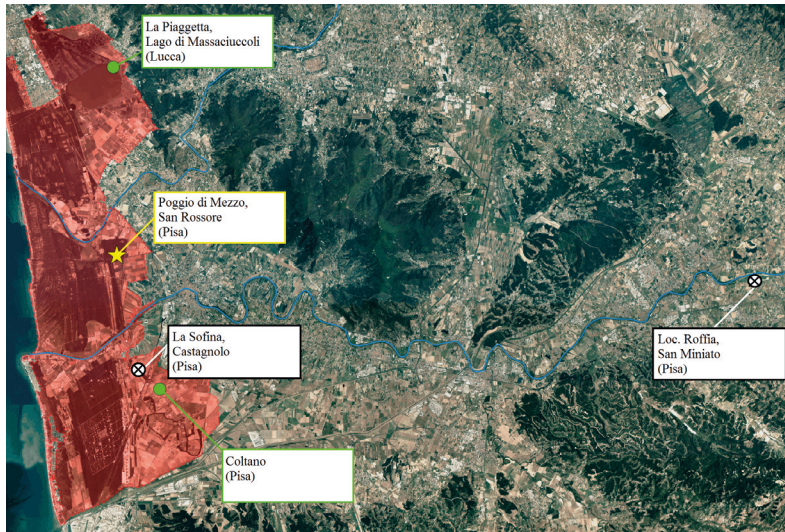 La Piaggetta,
Lago di Massaciuccoli
(Lucca)
Poggio di Mezzo,
San Rossore
(Pisa)
La Sofina,
Castagnolo
(Pisa)
Loc. Roffia,
San Miniato
(Pisa)
Coltano
(Pisa)